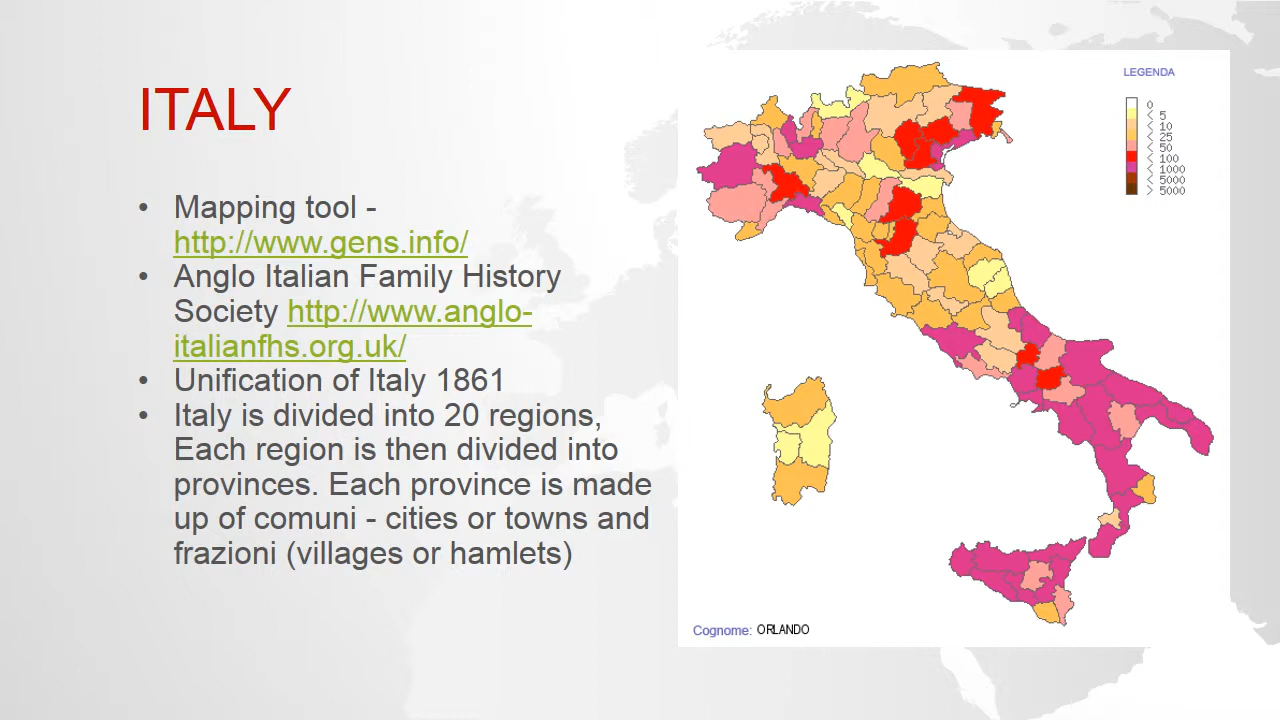 ITALY
• Mapping tool -
http://www.gens.info/
• Anglo Italian Family History
Society http://www.anglo-
italianfhs.org.uk/
• Unification of Italy 1861
• Italy is divided into 20 regions,
Each region is then divided into
provinces. Each province is made
up of comuni - cities or towns and
frazioni (villages or hamlets)
LEGENDA
0
< 5
< 10
< 25
< 50
< 100
< 1000
< 5000
> 5000
Cognome: ORLANDO